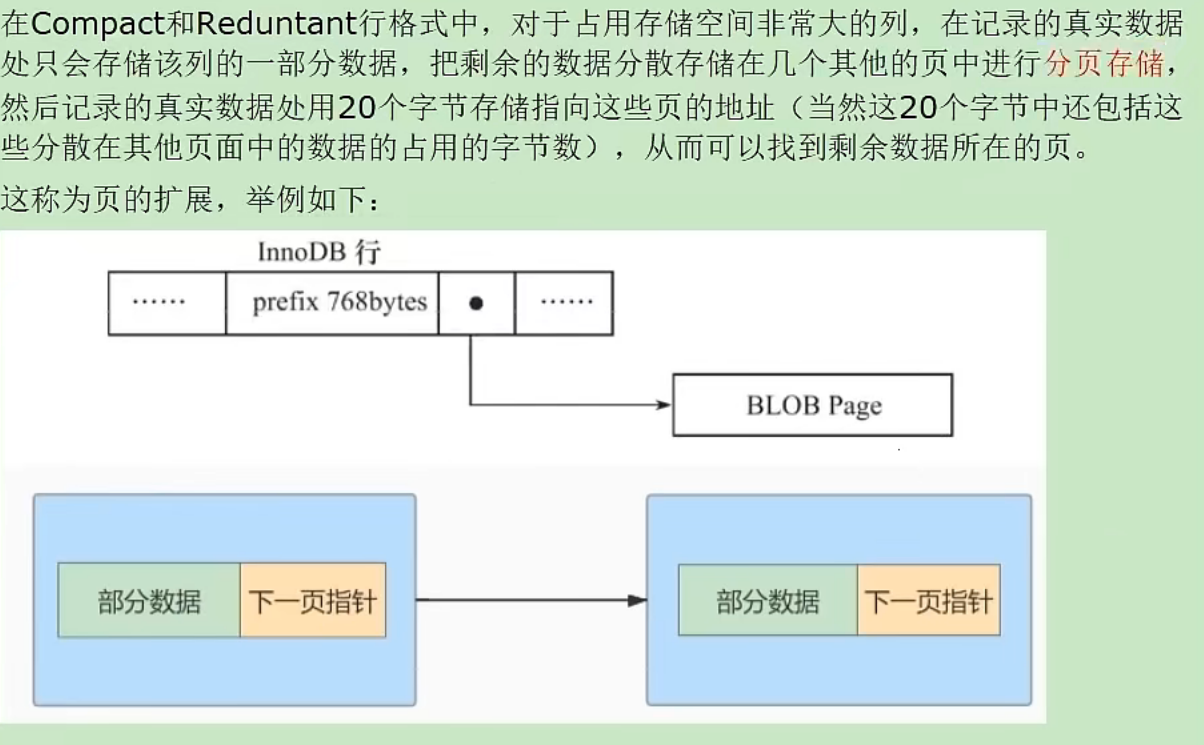 在Compact和Reduntant行格式中，对于占用存储空间非常大的列，在记录的真实数据
处只会存储该列的一部分数据，把剩余的数据分散存储在几个其他的页中进行分页存储，
然后记录的真实数据处用20个字节存储指向这些页的地址（当然这20个字节中还包括这
些分散在其他页面中的数据的占用的字节数），从而可以找到剩余数据所在的页。
这称为页的扩展，举例如下：
InnoDB 行
…… prefix 768bytes ● ……
BLOB Page
部分数据 下一页指针 部分数据 下一页指针